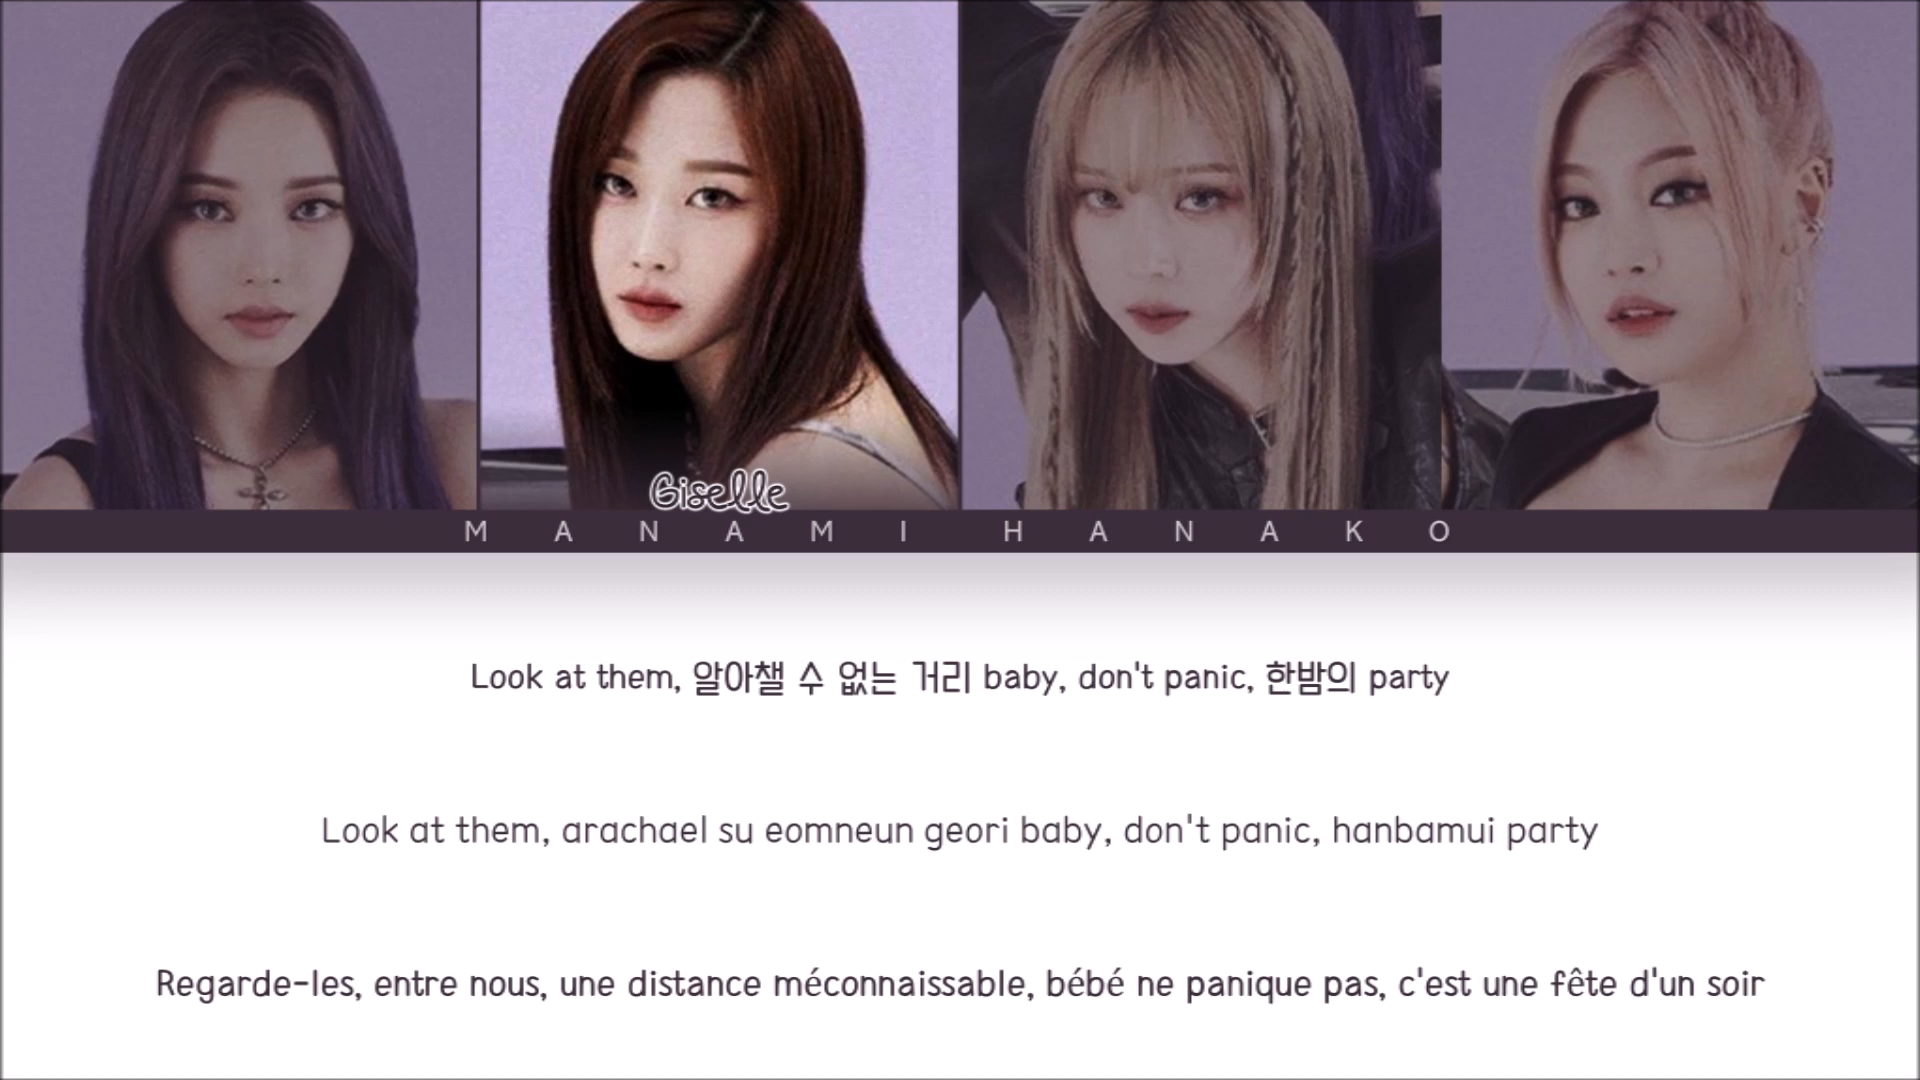 Giselle
MANAMI HANAKO
Look at them, 알아챌 수 없는 거리 baby, don't panic, 한밤의 party
Look at them, arachael su eomneun geori baby, don't panic, hanbamui party
Regarde-les, entre nous, une distance méconnaissable, bébé ne panique pas, c'est une fête d'un soir